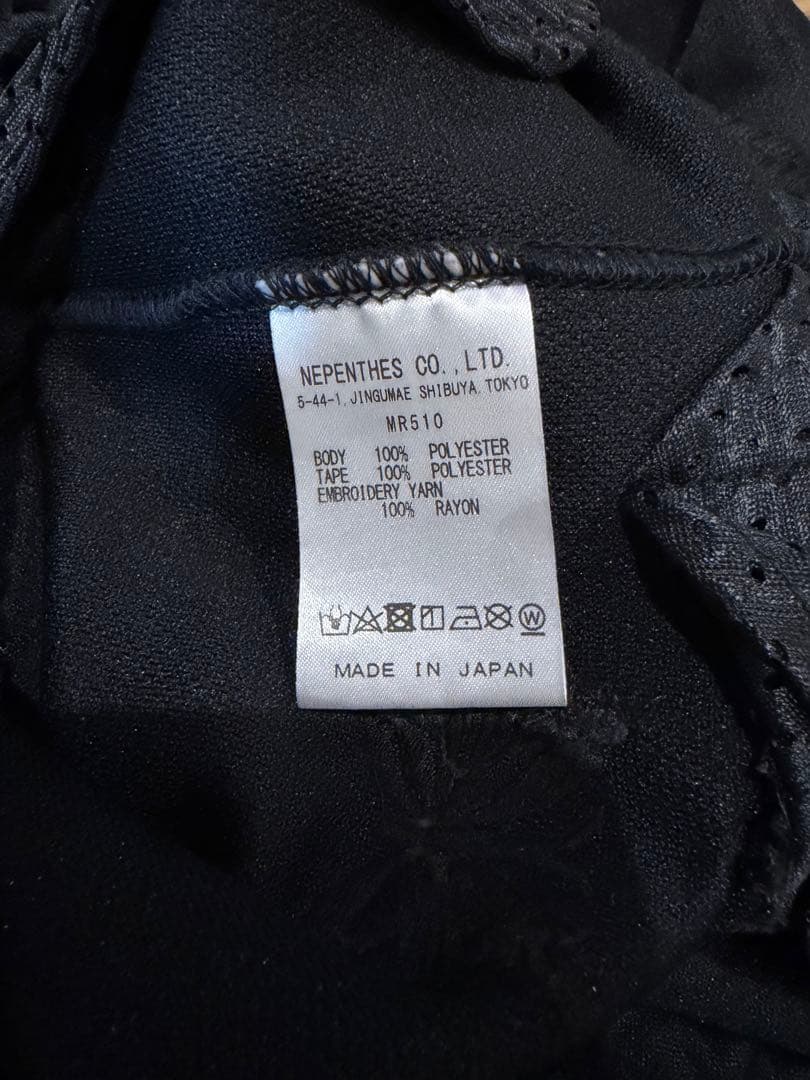 NEPENTHES CO.,LTD.
5-44-1, JINGUMAE SHIBUYA, TOKYO
MR510
BODY 100% POLYESTER
TAPE 100% POLYESTER
EMBROIDERY YARN
100% RAYON
W
MADE IN JAPAN